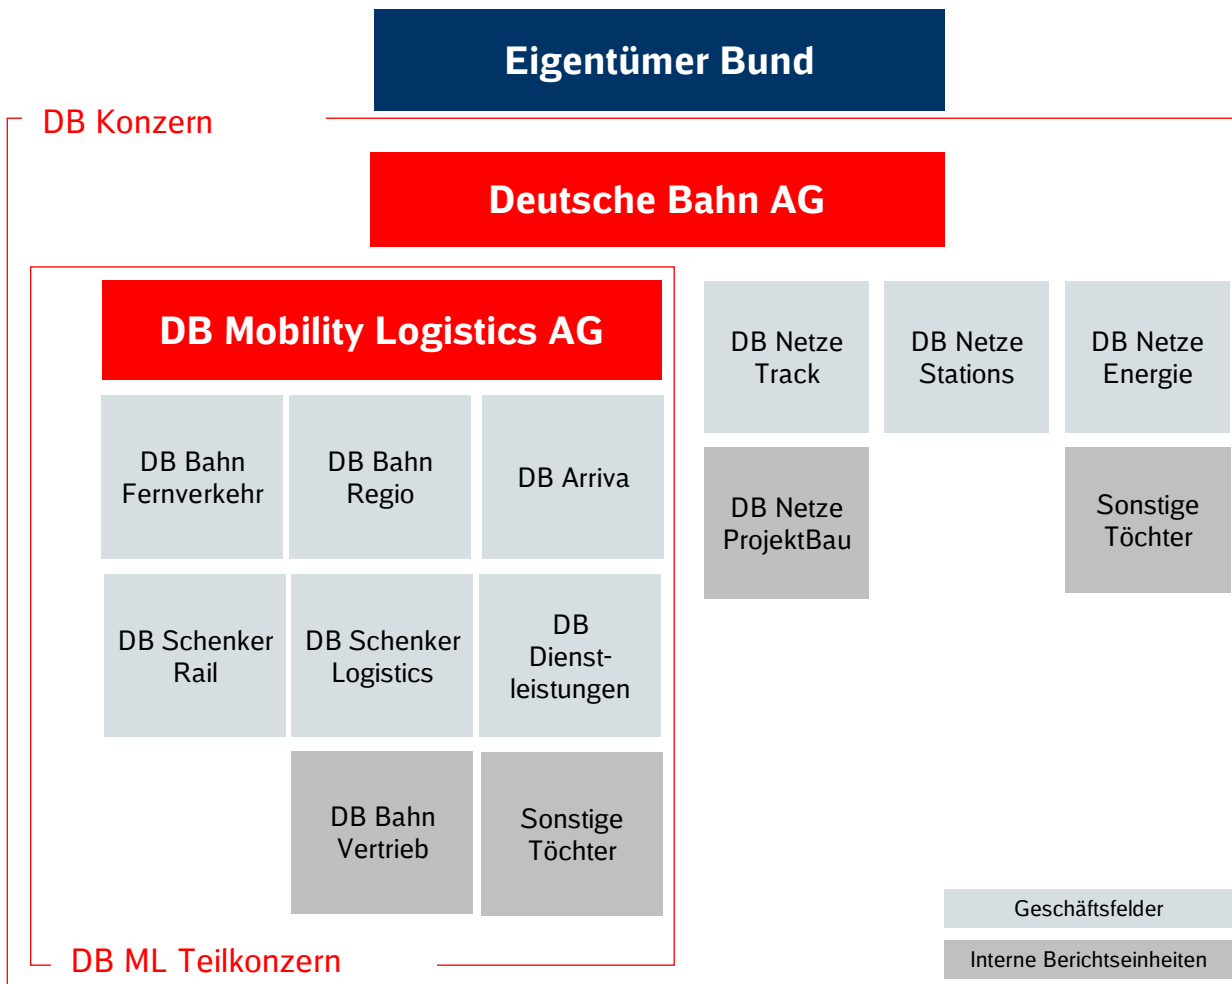 Eigentümer Bund
DB Konzern
Deutsche Bahn AG
DB Mobility Logistics AG
DB Bahn
Fernverkehr
DB Bahn
Regio
DB Arriva
DB Schenker
Rail
DB Schenker
Logistics
DB
Dienst-
leistungen
DB Bahn
Vertrieb
Sonstige
Töchter
DB ML Teilkonzern
DB Netze
Track
DB Netze
Stations
DB Netze
Energie
DB Netze
ProjektBau
Sonstige
Töchter
Geschäftsfelder
Interne Berichtseinheiten